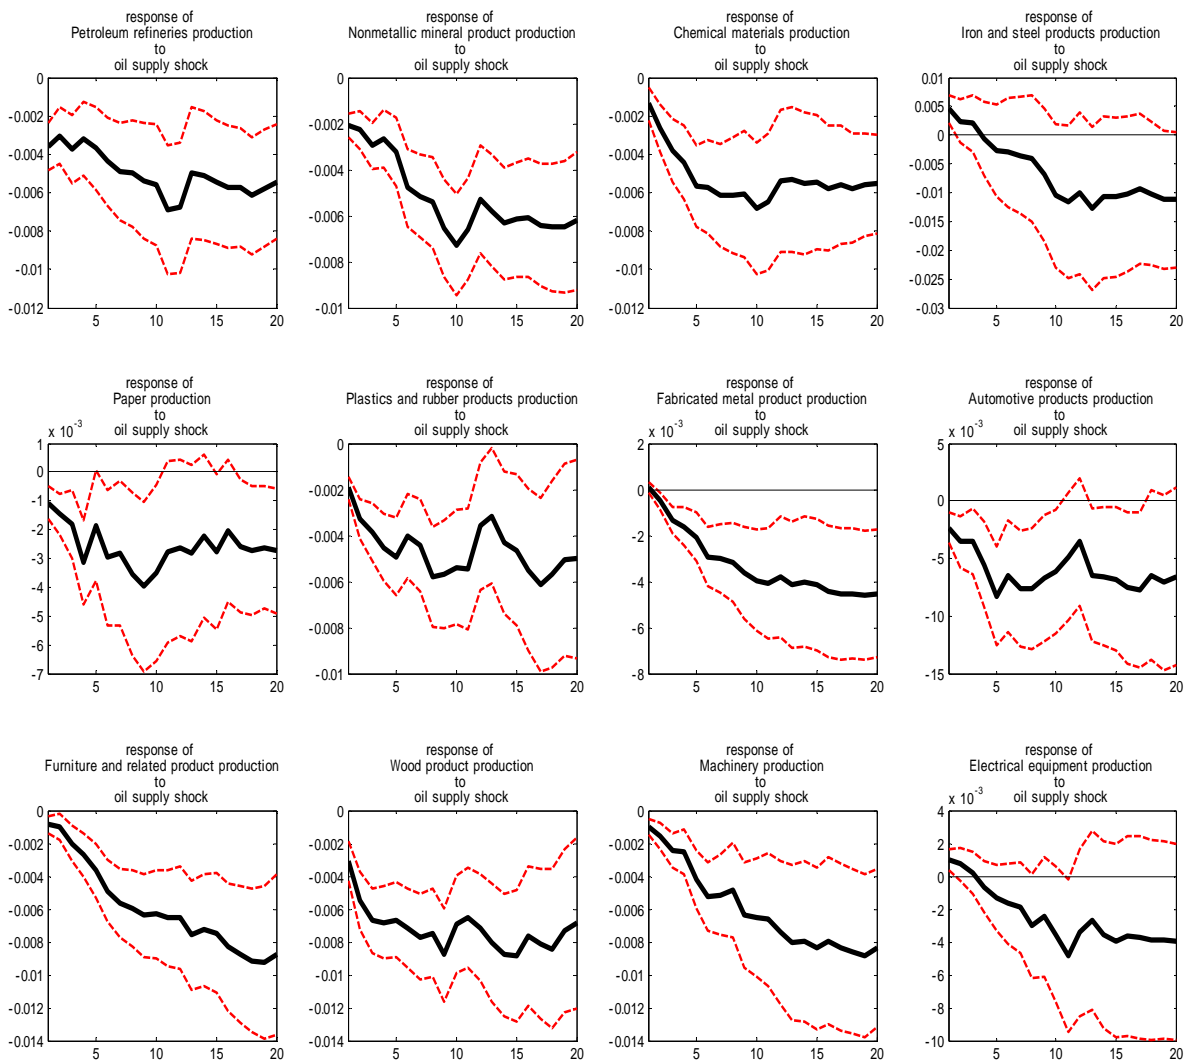 response of
Petroleum refineries production
to
oil supply shock
0
-0.002
-0.004
-0.006
-0.008
-0.01
-0.012
5
10
15
20
response of
Nonmetallic mineral product production
to
oil supply shock
0
-0.002
-0.004
-0.006
-0.008
-0.01
5
10
15
20
response of
Chemical materials production
to
oil supply shock
0
-0.002
-0.004
-0.006
-0.008
-0.01
-0.012
5
10
15
20
response of
Iron and steel products production
to
oil supply shock
0.01
0.005
0
-0.005
-0.01
-0.015
-0.02
-0.025
-0.03
5
10
15
20
response of
Paper production
to
oil supply shock
x 10⁻³
1
0
-1
-2
-3
-4
-5
-6
-7
5
10
15
20
response of
Plastics and rubber products production
to
oil supply shock
0
-0.002
-0.004
-0.006
-0.008
-0.01
5
10
15
20
response of
Fabricated metal product production
to
oil supply shock
x 10⁻³
2
0
-2
-4
-6
-8
5
10
15
20
response of
Automotive products production
to
oil supply shock
x 10⁻³
5
0
-5
-10
-15
5
10
15
20
response of
Furniture and related product production
to
oil supply shock
0
-0.002
-0.004
-0.006
-0.008
-0.01
-0.012
-0.014
5
10
15
20
response of
Wood product production
to
oil supply shock
0
-0.002
-0.004
-0.006
-0.008
-0.01
-0.012
-0.014
5
10
15
20
response of
Machinery production
to
oil supply shock
0
-0.002
-0.004
-0.006
-0.008
-0.01
-0.012
-0.014
5
10
15
20
response of
Electrical equipment production
to
oil supply shock
x 10⁻³
4
2
0
-2
-4
-6
-8
-10
5
10
15
20